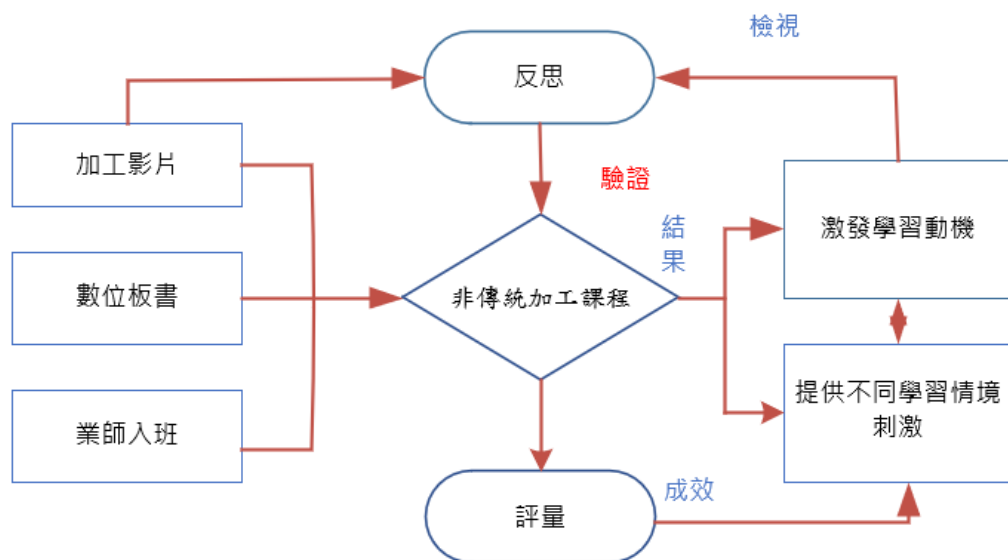 檢視
反思
加工影片
驗證
激發學習動機
結
果
數位板書
非傳統加工課程
提供不同學習情境
刺激
業師入班
成效
評量